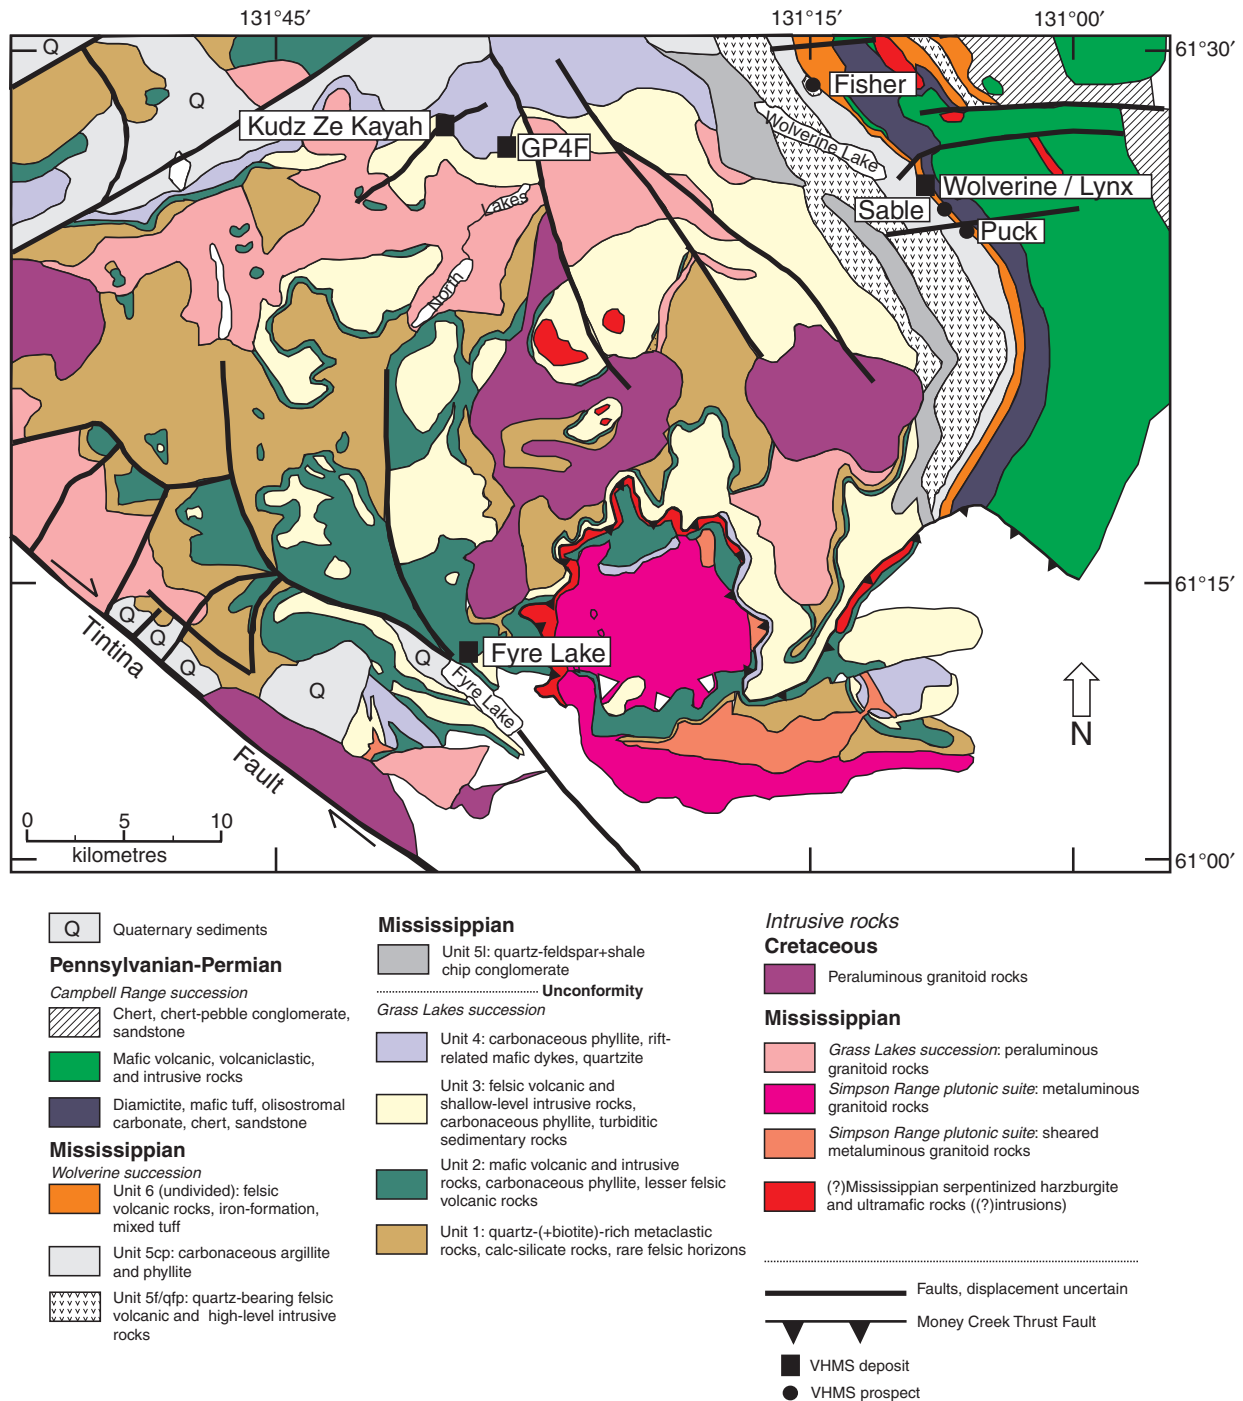 131°45′
131°15′
131°00′
61°30′
Q
Q
Fisher
Wolverine Lake
Kudz Ze Kayah
GP4F
Wolverine / Lynx
Lakes
Sable
Puck
North
61°15′
Q
Q
Q
Tintina
Fault
Q
Q
Fyre Lake
Fyre Lake
N
0 5 10
kilometres
61°00′
Q Quaternary sediments
Pennsylvanian-Permian
Campbell Range succession
Chert, chert-pebble conglomerate,
sandstone
Mafic volcanic, volcaniclastic,
and intrusive rocks
Diamictite, mafic tuff, olisostromal
carbonate, chert, sandstone
Mississippian
Wolverine succession
Unit 6 (undivided): felsic
volcanic rocks, iron-formation,
mixed tuff
Unit 5cp: carbonaceous argillite
and phyllite
Unit 5f/qfp: quartz-bearing felsic
volcanic and high-level intrusive
rocks
Mississippian
Unit 5l: quartz-feldspar+shale
chip conglomerate
Unconformity
Grass Lakes succession
Unit 4: carbonaceous phyllite, rift-
related mafic dykes, quartzite
Unit 3: felsic volcanic and
shallow-level intrusive rocks,
carbonaceous phyllite, turbiditic
sedimentary rocks
Unit 2: mafic volcanic and intrusive
rocks, carbonaceous phyllite, lesser felsic
volcanic rocks
Unit 1: quartz-(+biotite)-rich metaclastic
rocks, calc-silicate rocks, rare felsic horizons
Intrusive rocks
Cretaceous
Peraluminous granitoid rocks
Mississippian
Grass Lakes succession: peraluminous
granitoid rocks
Simpson Range plutonic suite: metaluminous
granitoid rocks
Simpson Range plutonic suite: sheared
metaluminous granitoid rocks
(?)Mississippian serpentinized harzburgite
and ultramafic rocks ((?)intrusions)
Faults, displacement uncertain
Money Creek Thrust Fault
VHMS deposit
VHMS prospect